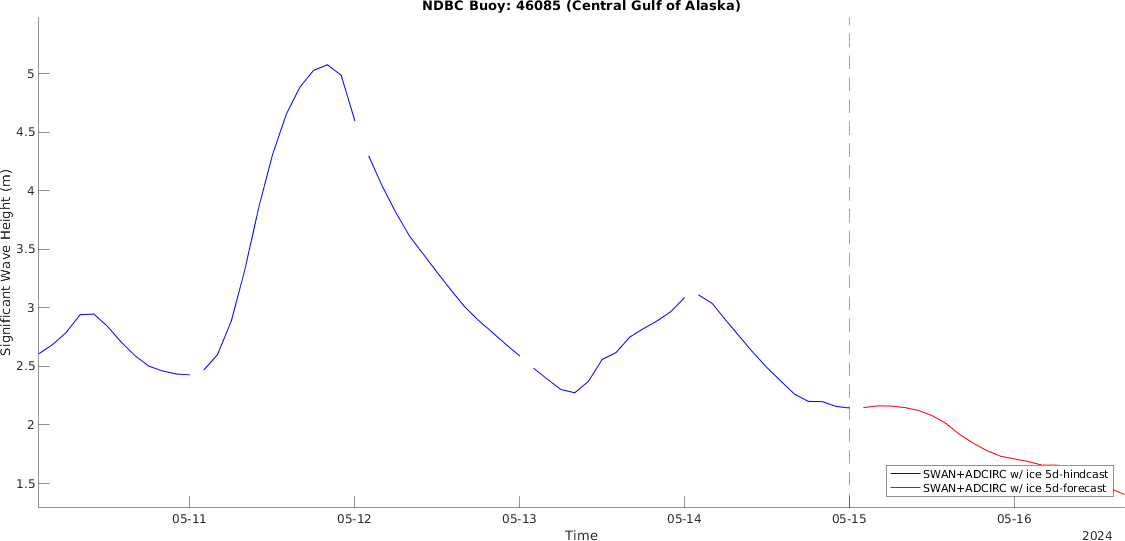 NDBC Buoy: 46085 (Central Gulf of Alaska)
Significant Wave Height (m)
5
4.5
4
3.5
3
2.5
2
1.5
SWAN+ADCIRC w/ ice 5d-hindcast
SWAN+ADCIRC w/ ice 5d-forecast
05-11 05-12 05-13 05-14 05-15 05-16
Time
2024